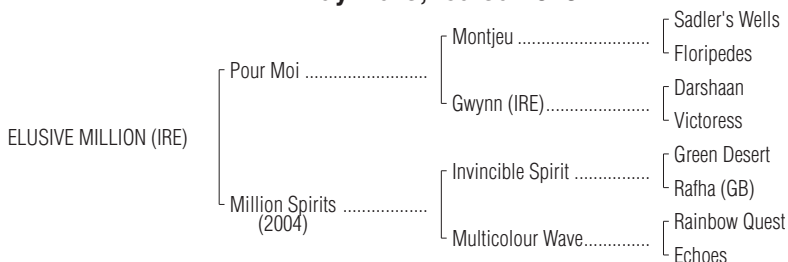 Sadler's Wells
Montjeu ..............................
Floripedes
Pour Moi ............................
Darshaan
Gwynn (IRE)........................
Victoress
ELUSIVE MILLION (IRE)
Green Desert
Invincible Spirit .................
Rafha (GB)
Million Spirits ...................
(2004)
Rainbow Quest
Multicolour Wave...............
Echoes